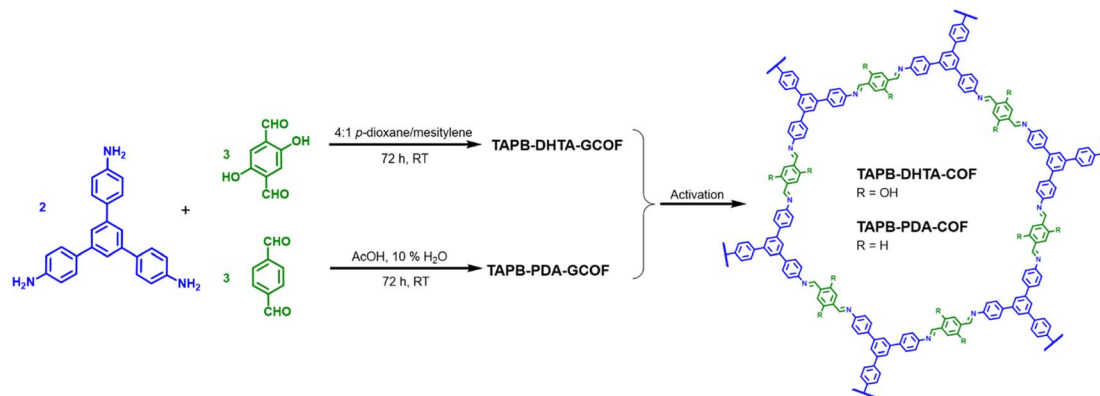 NH2
2
H2N
NH2
+
3
CHO
OH
HO
CHO
3
CHO
CHO
4:1 p-dioxane/mesitylene
72 h, RT
TAPB-DHTA-GCOF
AcOH, 10 % H2O
72 h, RT
TAPB-PDA-GCOF
Activation
TAPB-DHTA-COF
R = OH
TAPB-PDA-COF
R = H
R
R
N
N
R
R
N
N
R
R
N
N
R
R
N
N
R
R
N
N
R
R
N
N